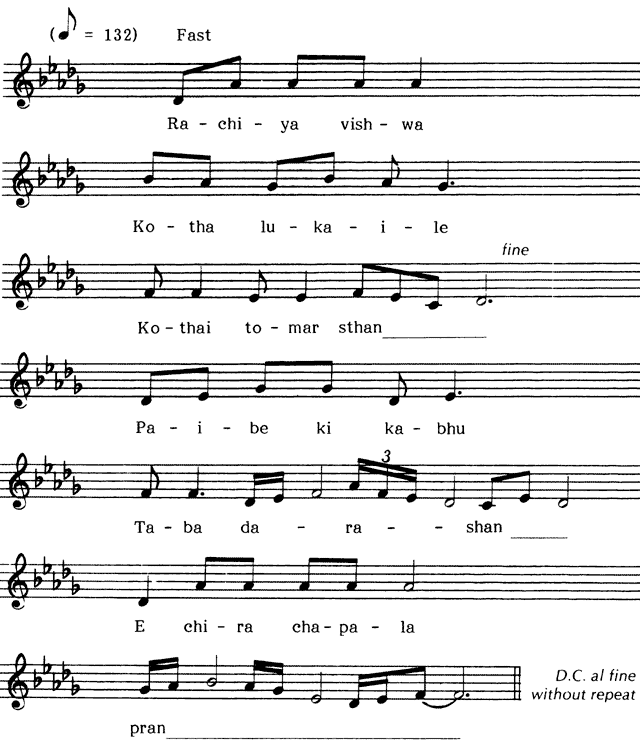 (♪ = 132) Fast
Ra - chi - ya vish - wa
Ko - tha lu - ka - i - le
fine
Ko - thai to - mar sthan
Pa - i - be ki ka - bhu
3
Ta - ba da - ra - - shan
E chi - ra cha - pa - la
D.C. al fine
without repeat
pran